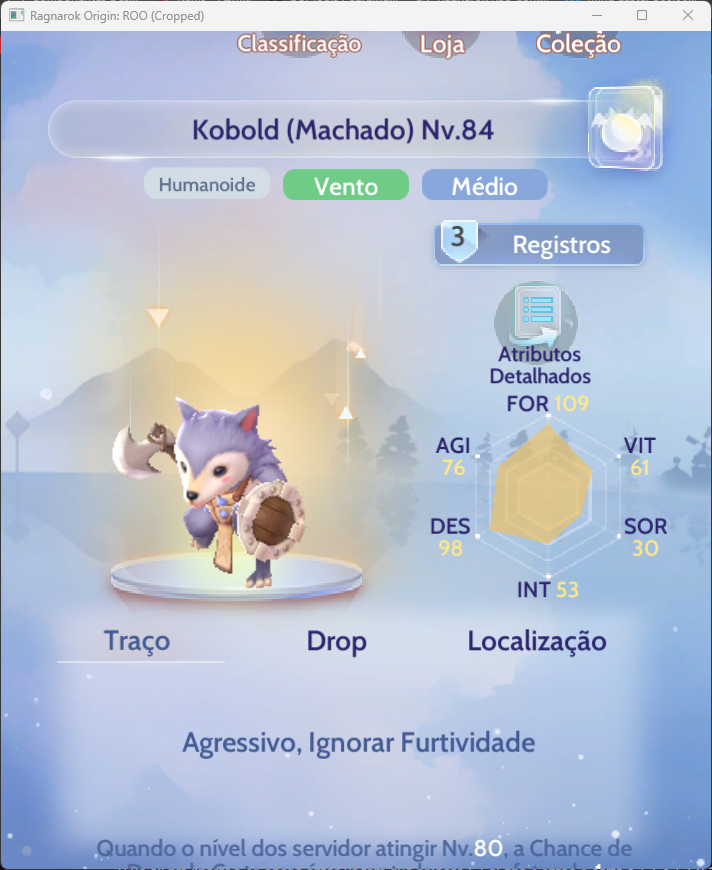 Ragnarok Origin: ROO (Cropped)
Classificação Loja Coleção
Kobold (Machado) Nv.84
Humanoide Vento Médio
3 Registros
Atributos
Detalhados
FOR 109
AGI
76
VIT
61
DES
98
SOR
30
INT 53
Traço Drop Localização
Agressivo, Ignorar Furtividade
Quando o nível dos servidor atingir Nv.80, a Chance de